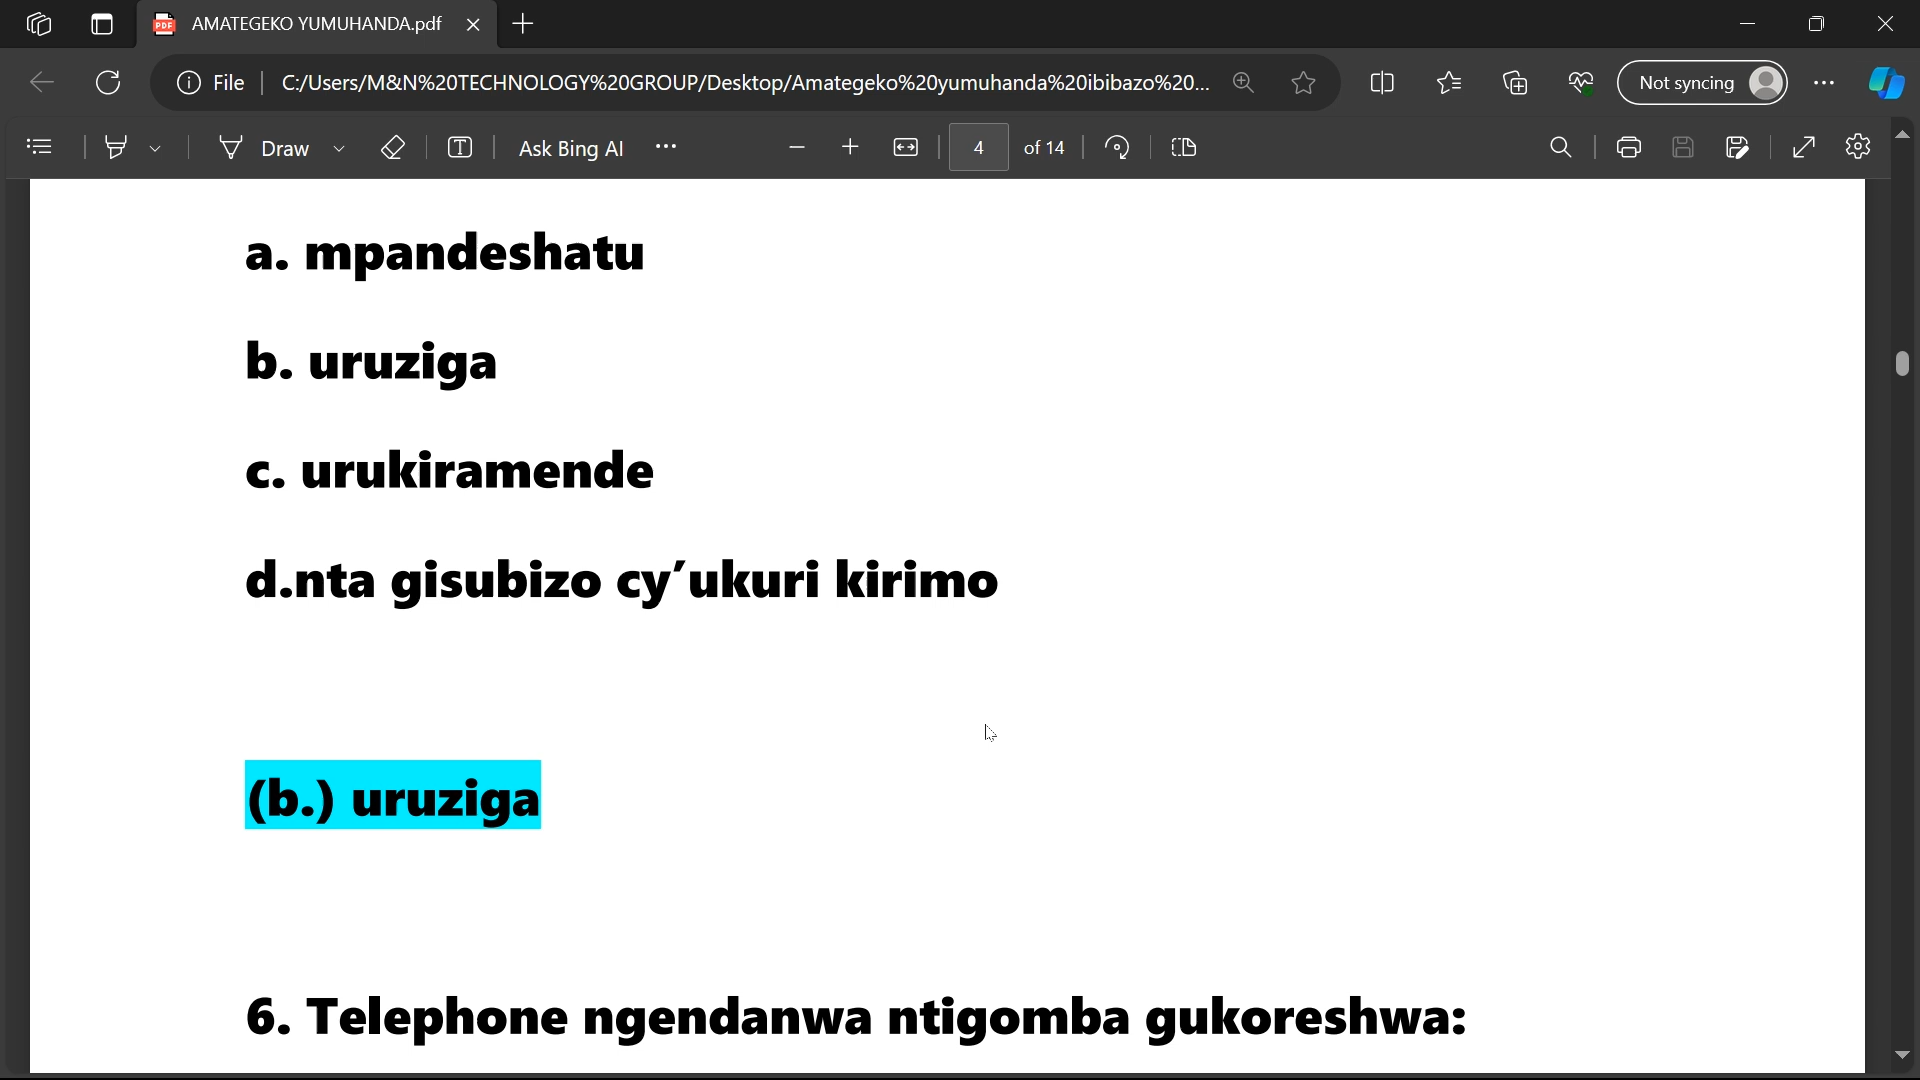 AMATEGEKO YUMUHANDA.pdf
File
C:/Users/M&N%20TECHNOLOGY%20GROUP/Desktop/Amategeko%20yumuhanda%20ibibazo%20...
Not syncing
Draw
Ask Bing AI
4 of 14
a. mpandeshatu
b. uruziga
c. urukiramende
d.nta gisubizo cy’ukuri kirimo
(b.) uruziga
6. Telephone ngendanwa ntigomba gukoreshwa: